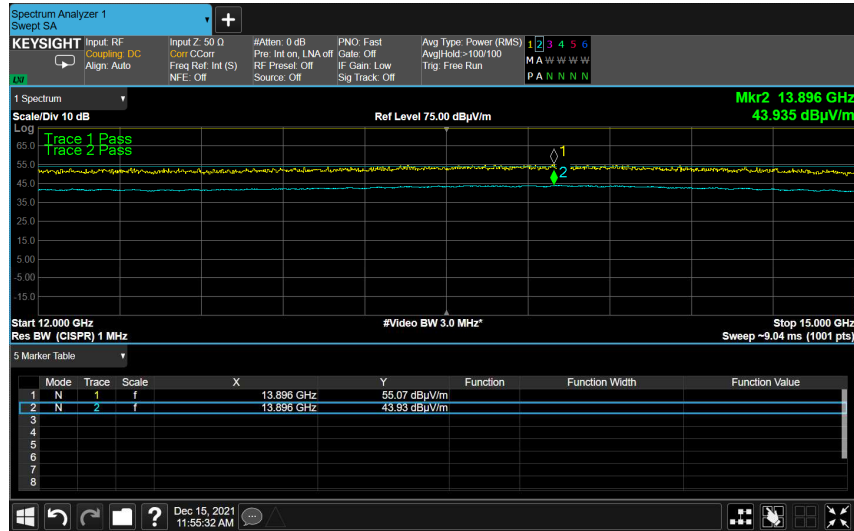 Spectrum Analyzer 1
Swept SA
+
KEYSIGHT Input: RF Input Z: 50 Ω #Atten: 0 dB PNO: Fast Avg Type: Power (RMS) 1 2 3 4 5 6
Coupling: DC Corr CCorr Pre: Int on, LNA off Gate: Off Avg|Hold:>100/100
Align: Auto Freq Ref: Int (S) RF Presel: Off IF Gain: Low Trig: Free Run M A W W W W
LXI NFE: Off Source: Off Sig Track: Off P A N N N N
1 Spectrum Mkr2 13.896 GHz
Scale/Div 10 dB Ref Level 75.00 dBµV/m 43.935 dBµV/m
Log
Trace 1 Pass
Trace 2 Pass
65.0
55.0
45.0
35.0
25.0
15.0
5.00
-5.00
-15.0
1
2
Start 12.000 GHz #Video BW 3.0 MHz* Stop 15.000 GHz
Res BW (CISPR) 1 MHz Sweep ~9.04 ms (1001 pts)
5 Marker Table
Mode Trace Scale X Y Function Function Width Function Value
1 N 1 f 13.896 GHz 55.07 dBµV/m
2 N 2 f 13.896 GHz 43.93 dBµV/m
3
4
5
6
7
8
? Dec 15, 2021
11:55:32 AM